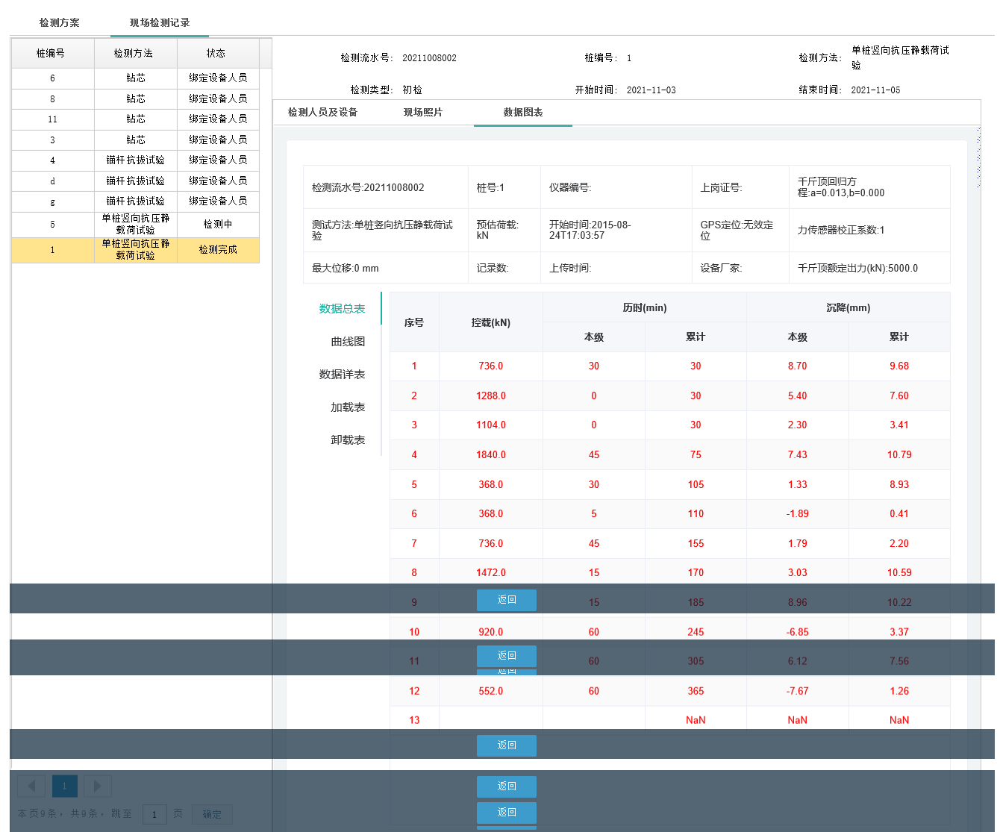 检测方案 现场检测记录
桩编号 检测方法 状态
6 钻芯 绑定设备人员
8 钻芯 绑定设备人员
11 钻芯 绑定设备人员
3 钻芯 绑定设备人员
4 锚杆抗拔试验 绑定设备人员
d 锚杆抗拔试验 绑定设备人员
g 锚杆抗拔试验 绑定设备人员
5 单桩竖向抗压静载荷试验 检测中
1 单桩竖向抗压静载荷试验 检测完成
检测流水号: 20211008002 桩编号: 1 检测方法: 单桩竖向抗压静载荷试验
检测类型: 初检 开始时间: 2021-11-03 结束时间: 2021-11-05
检测人员及设备 现场照片 数据图表
检测流水号:20211008002 桩号:1 仪器编号: 上岗证号: 千斤顶回归方程:a=0.013,b=0.000
测试方法:单桩竖向抗压静载荷试验 预估荷载: kN 开始时间:2015-08-24T17:03:57 GPS定位:无效定位 力传感器校正系数:1
最大位移:0 mm 记录数: 上传时间: 设备厂家: 千斤顶额定出力(kN):5000.0
数据总表
曲线图
数据详表
加载表
卸载表
序号 控载(kN) 历时(min) 沉降(mm)
本级 累计 本级 累计
1 736.0 30 30 8.70 9.68
2 1288.0 0 30 5.40 7.60
3 1104.0 0 30 2.30 3.41
4 1840.0 45 75 7.43 10.79
5 368.0 30 105 1.33 8.93
6 368.0 5 110 -1.89 0.41
7 736.0 45 155 1.79 2.20
8 1472.0 15 170 3.03 10.59
9 返回 15 185 8.96 10.22
10 920.0 60 245 -6.85 3.37
11 返回 60 305 6.12 7.56
返回
12 552.0 60 365 -7.67 1.26
13 NaN NaN NaN
返回
返回
返回
1
本页9条，共9条，跳至 1 页 确定